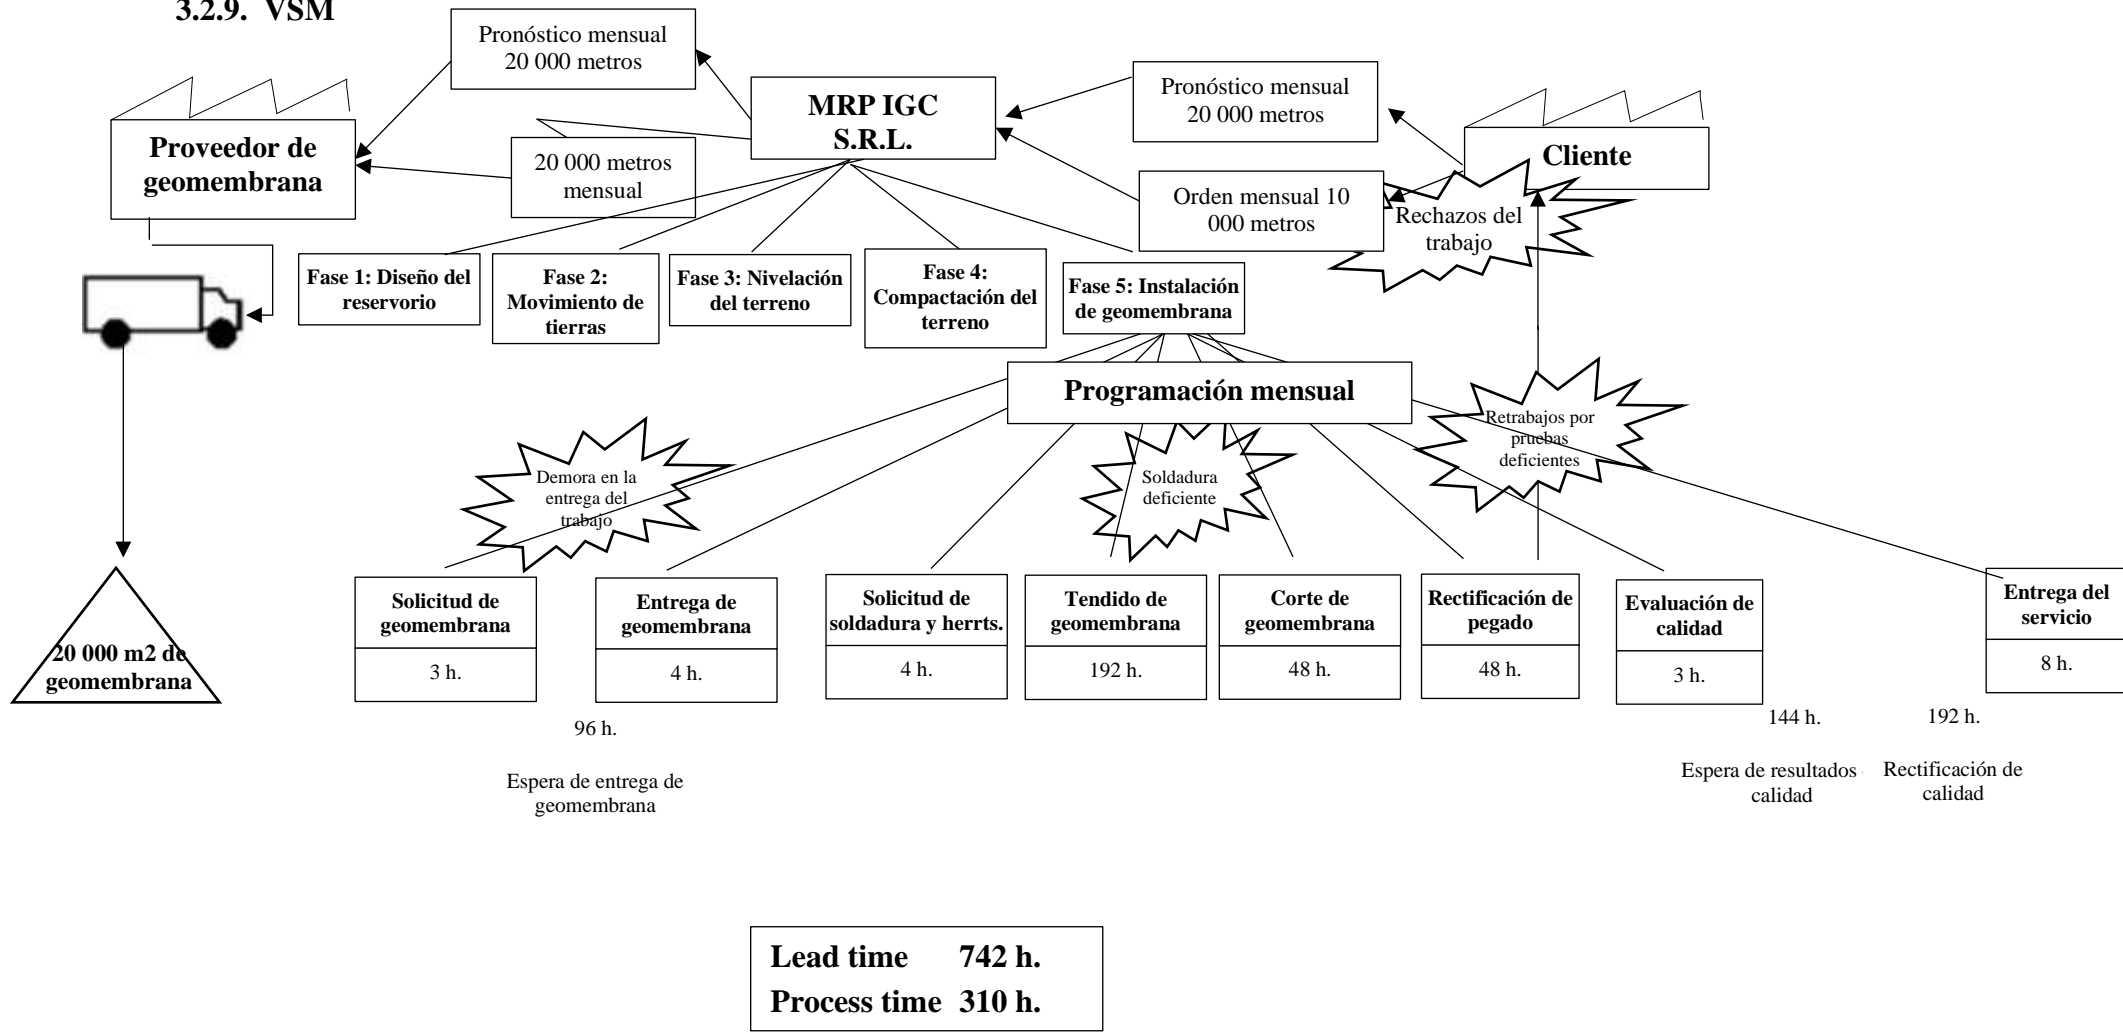 3.2.9. VSM
Pronóstico mensual
20 000 metros
MRP IGC
S.R.L.
Pronóstico mensual
20 000 metros
Proveedor de
geomembrana
20 000 metros
mensual
Cliente
Orden mensual 10
000 metros
Rechazos del
trabajo
Fase 1: Diseño del
reservorio
Fase 2:
Movimiento de
tierras
Fase 3: Nivelación
del terreno
Fase 4:
Compactación del
terreno
Fase 5: Instalación
de geomembrana
Programación mensual
Demora en la
entrega del
trabajo
Soldadura
deficiente
Retrabajos por
pruebas
deficientes
20 000 m2 de
geomembrana
Solicitud de
geomembrana
3 h.
Entrega de
geomembrana
4 h.
Solicitud de
soldadura y herrts.
4 h.
Tendido de
geomembrana
192 h.
Corte de
geomembrana
48 h.
Rectificación de
pegado
48 h.
Evaluación de
calidad
3 h.
Entrega del
servicio
8 h.
96 h.
Espera de entrega de
geomembrana
144 h.
Espera de resultados
calidad
192 h.
Rectificación de
calidad
Lead time 742 h.
Process time 310 h.